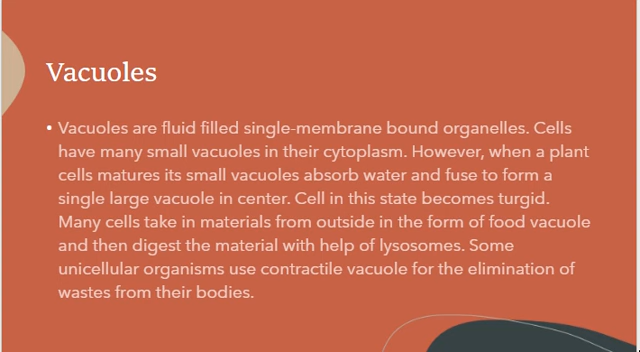 Vacuoles
• Vacuoles are fluid filled single-membrane bound organelles. Cells
have many small vacuoles in their cytoplasm. However, when a plant
cells matures its small vacuoles absorb water and fuse to form a
single large vacuole in center. Cell in this state becomes turgid.
Many cells take in materials from outside in the form of food vacuole
and then digest the material with help of lysosomes. Some
unicellular organisms use contractile vacuole for the elimination of
wastes from their bodies.